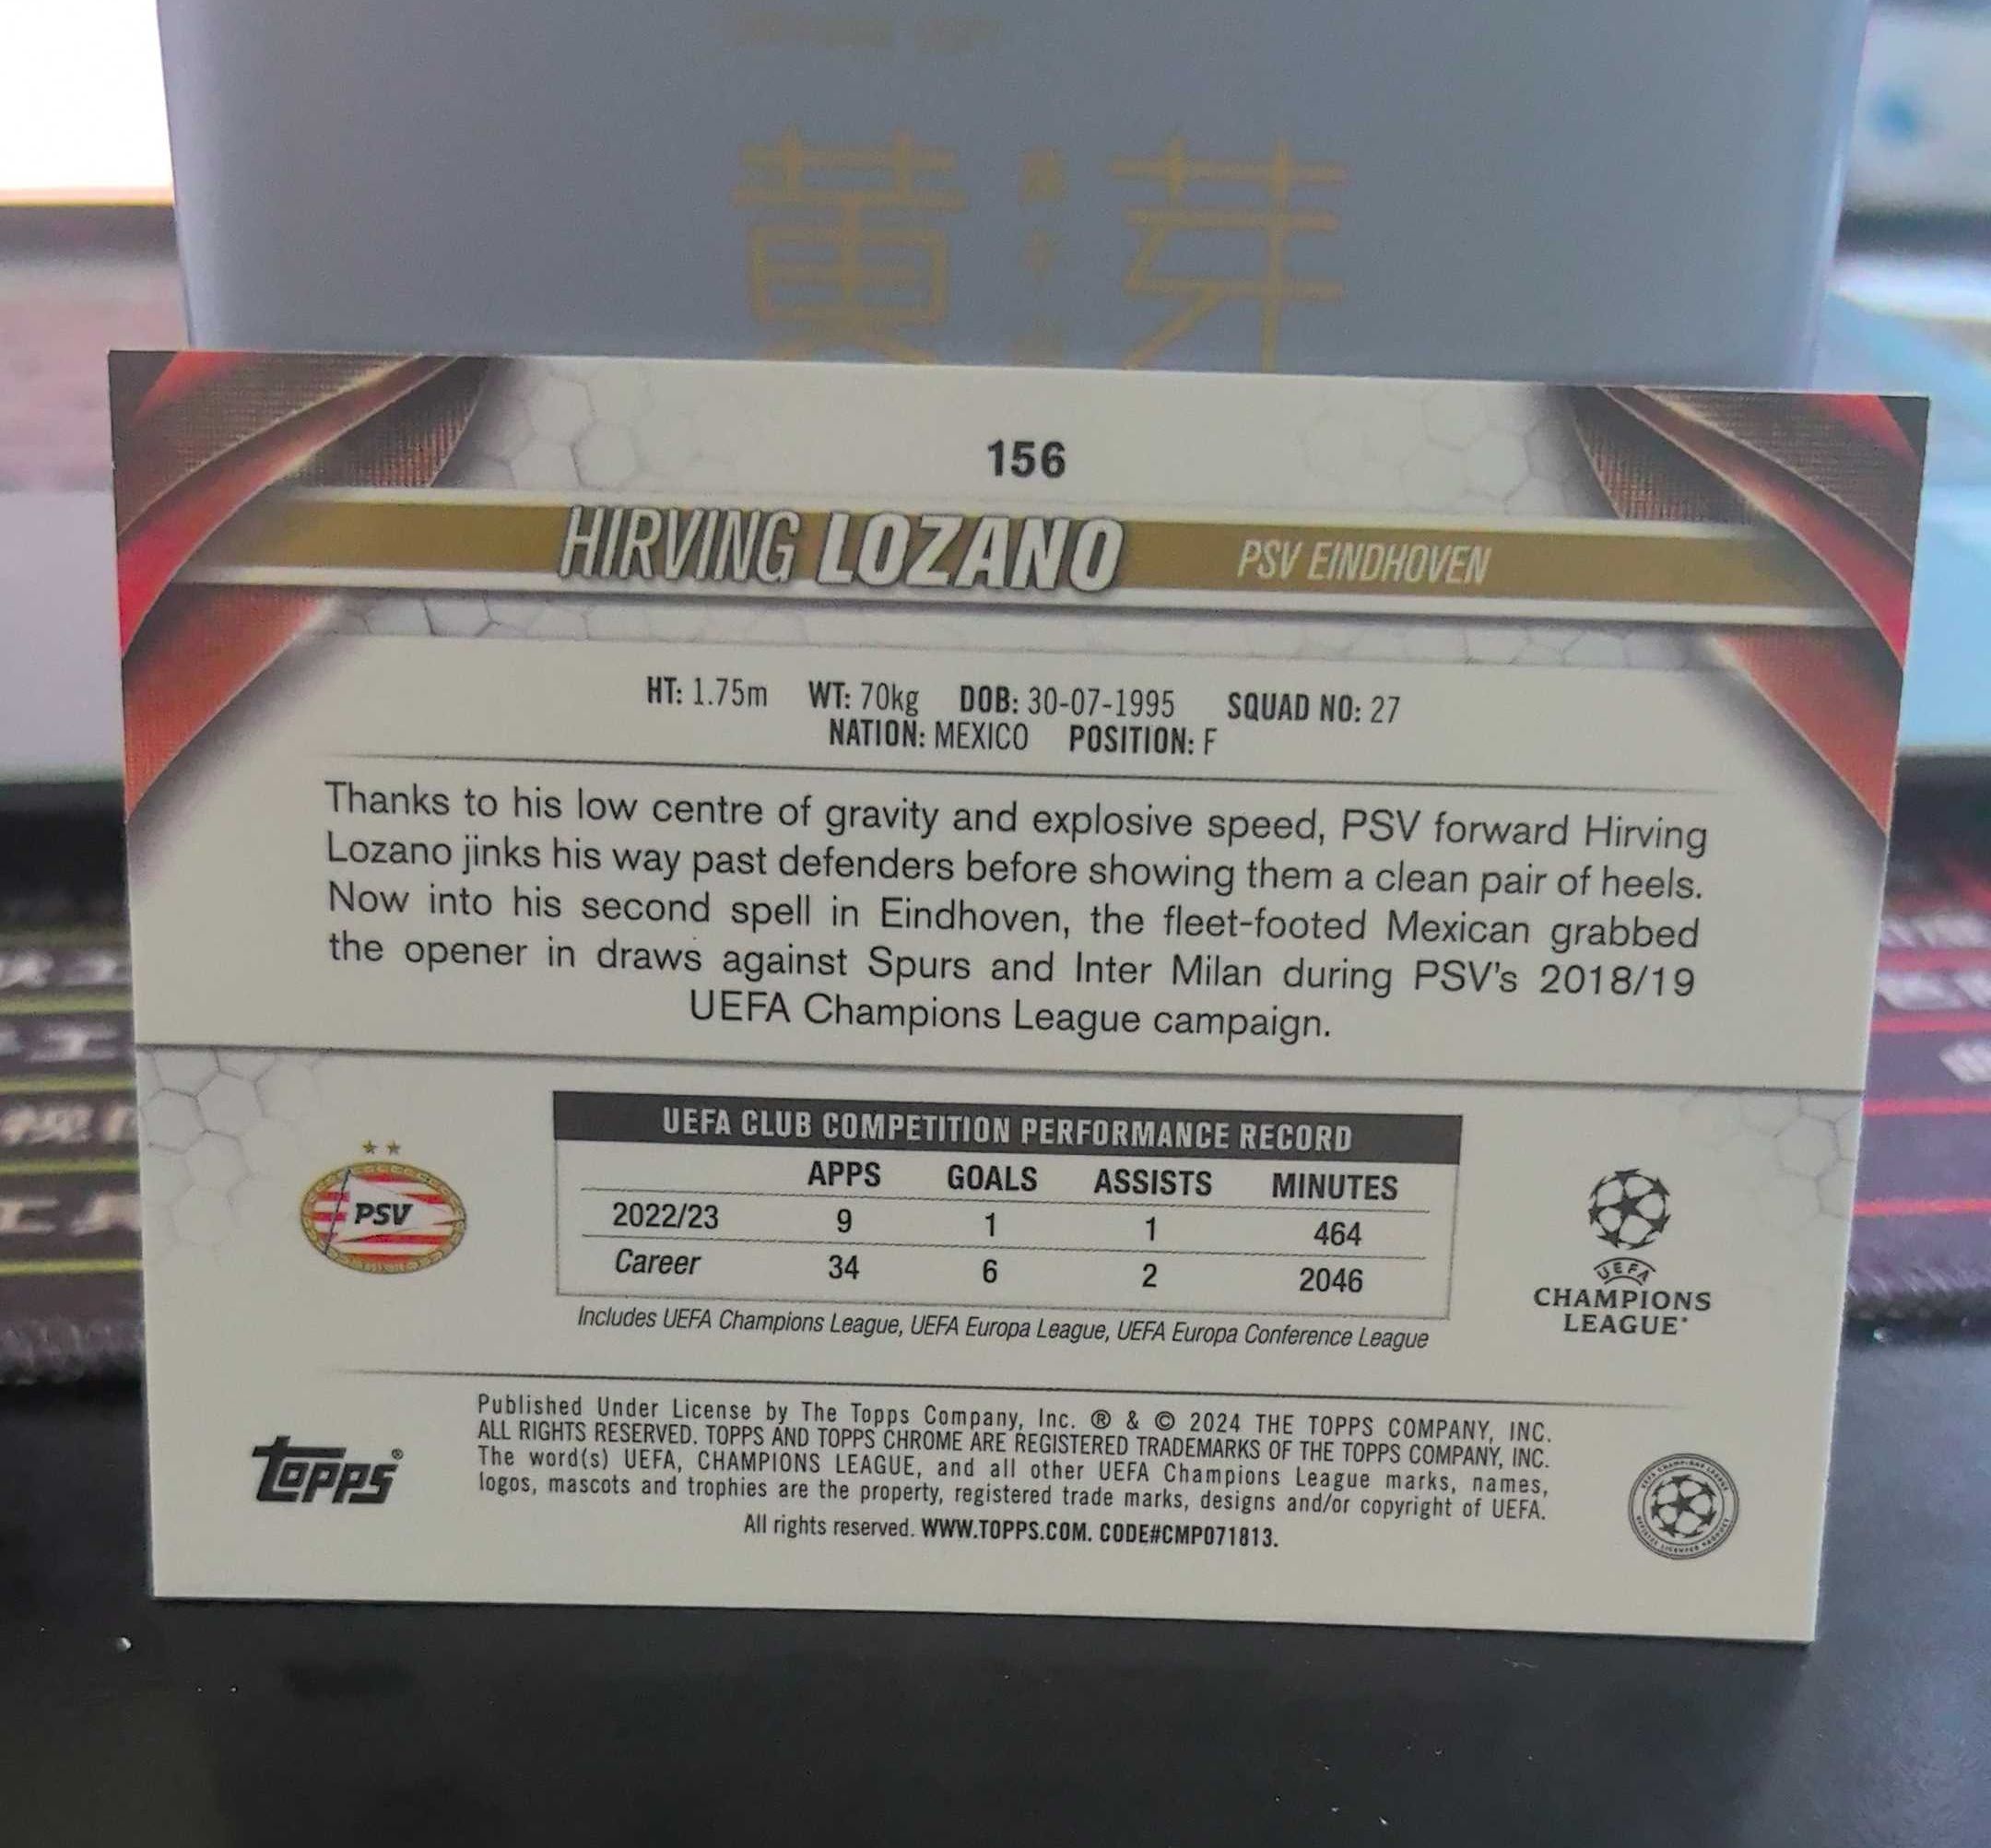 黄芽
156
HIRVING LOZANO PSV EINDHOVEN
HT: 1.75m WT: 70kg DOB: 30-07-1995 SQUAD NO: 27
NATION: MEXICO POSITION: F
Thanks to his low centre of gravity and explosive speed, PSV forward Hirving
Lozano jinks his way past defenders before showing them a clean pair of heels.
Now into his second spell in Eindhoven, the fleet-footed Mexican grabbed
the opener in draws against Spurs and Inter Milan during PSV's 2018/19
UEFA Champions League campaign.
UEFA CLUB COMPETITION PERFORMANCE RECORD
APPS GOALS ASSISTS MINUTES
2022/23 9 1 1 464
Career 34 6 2 2046
Includes UEFA Champions League, UEFA Europa League, UEFA Europa Conference League
PSV
UEFA
CHAMPIONS
LEAGUE
Published Under License by The Topps Company, Inc. ® & © 2024 THE TOPPS COMPANY, INC.
ALL RIGHTS RESERVED. TOPPS AND TOPPS CHROME ARE REGISTERED TRADEMARKS OF THE TOPPS COMPANY, INC.
The word(s) UEFA, CHAMPIONS LEAGUE, and all other UEFA Champions League marks, names,
logos, mascots and trophies are the property, registered trade marks, designs and/or copyright of UEFA.
All rights reserved. WWW.TOPPS.COM. CODE#CMP071813.
Topps®